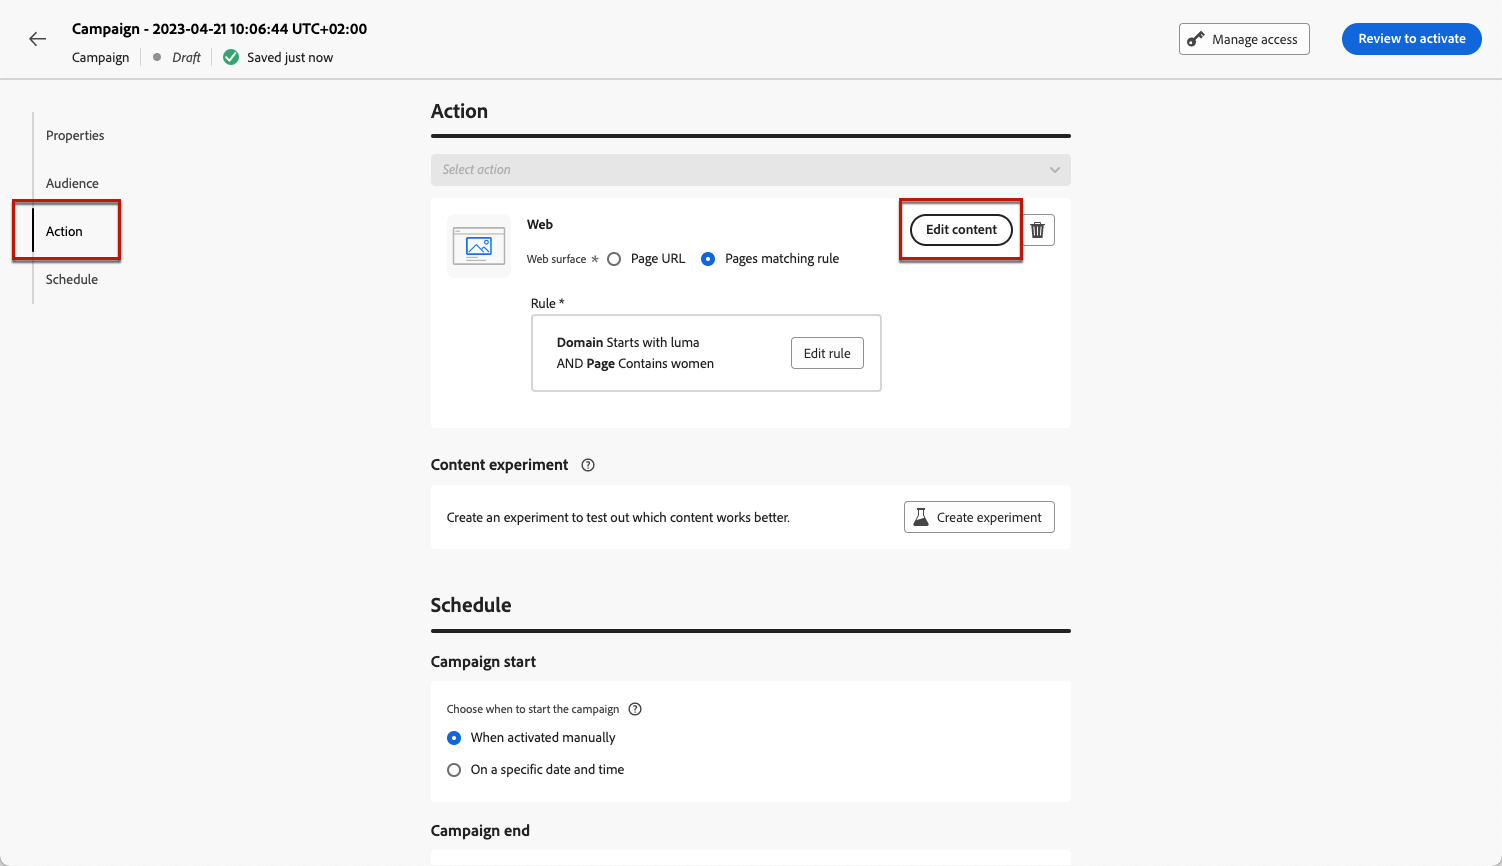 Campaign - 2023-04-21 10:06:44 UTC+02:00
Campaign Draft Saved just now
Manage access
Review to activate
Properties
Audience
Action
Schedule
Action
Select action
Web
Edit content
Web surface * Page URL Pages matching rule
Rule *
Domain Starts with luma
AND Page Contains women
Edit rule
Content experiment
Create an experiment to test out which content works better.
Create experiment
Schedule
Campaign start
Choose when to start the campaign
When activated manually
On a specific date and time
Campaign end